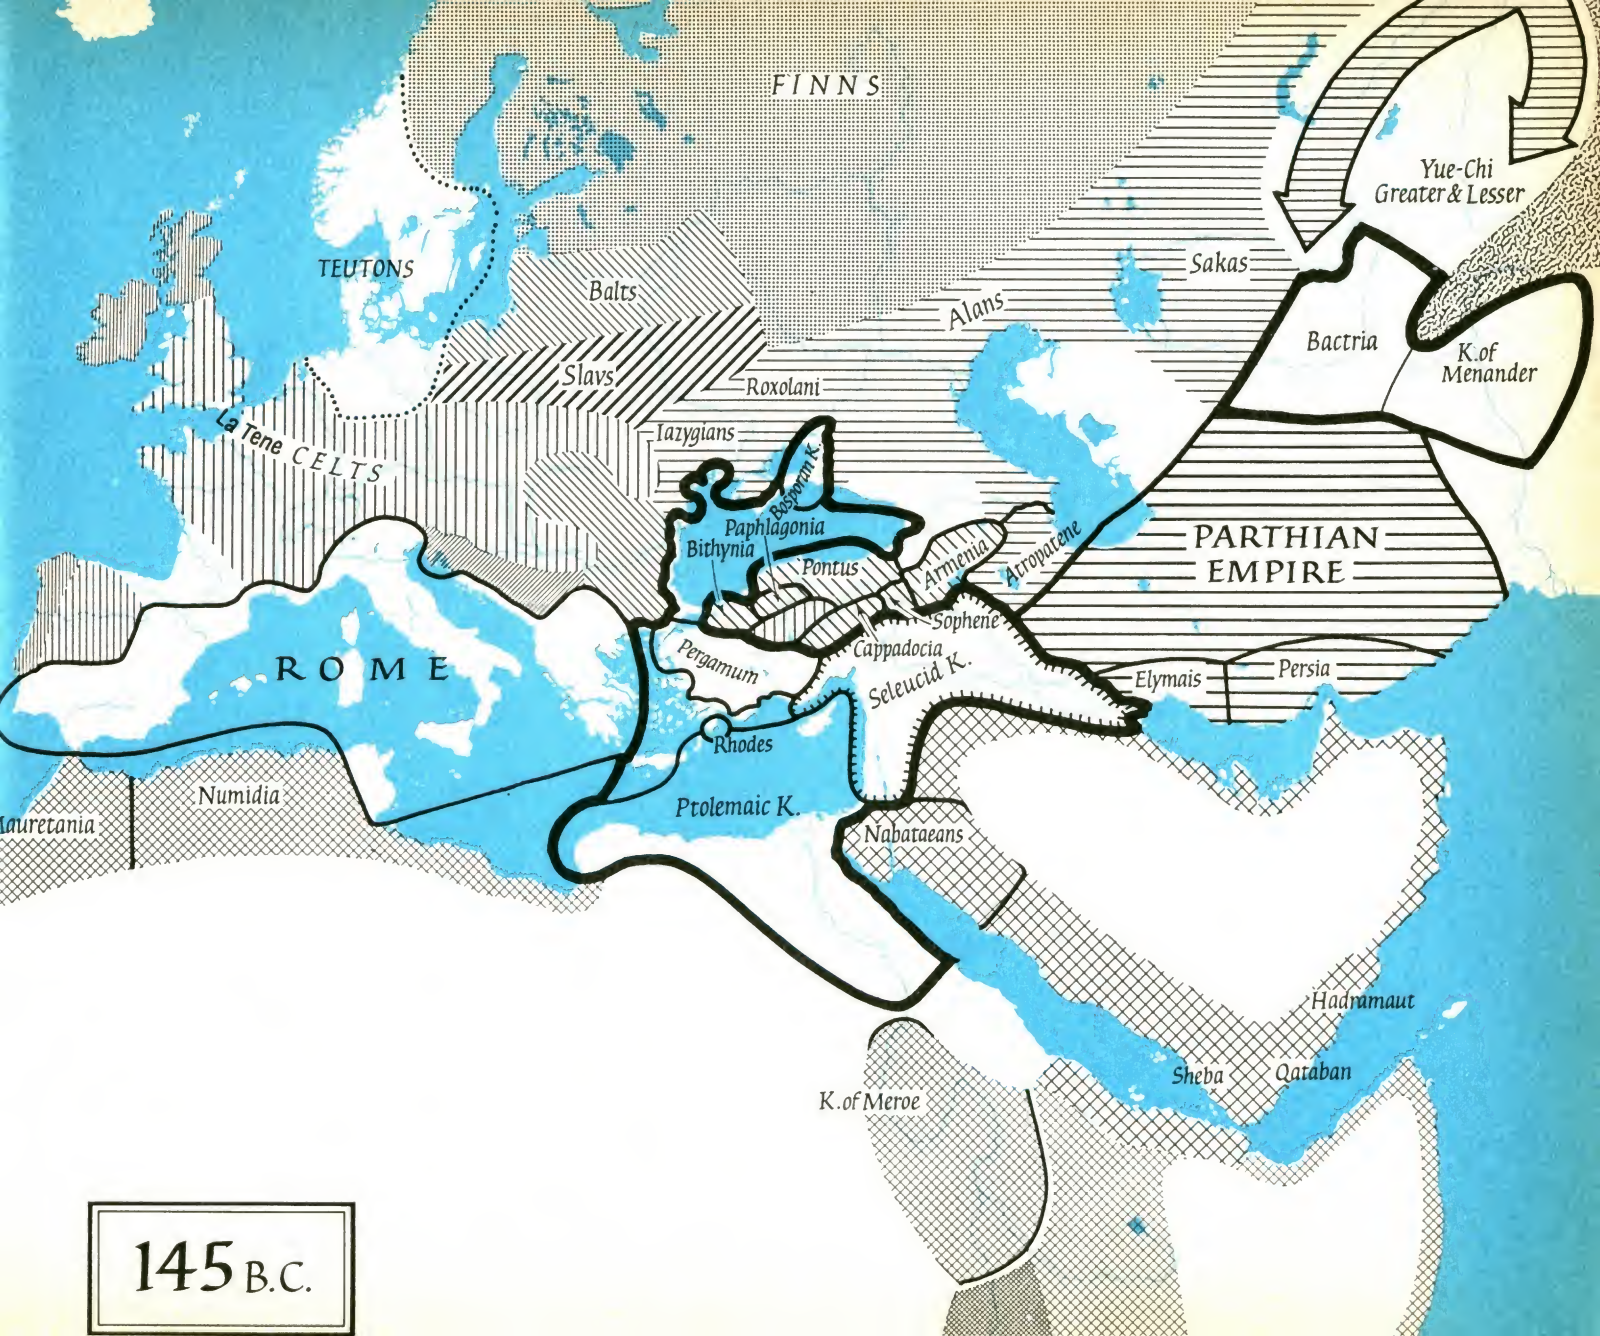 FINNS
Yue-Chi
Greater & Lesser
TEUTONS
Sakas
Balts
Alans
Bactria
K. of
Menander
Slavs
Roxolani
La Tene CELTS
Iazygians
Bosporan K.
Paphlagonia
Bithynia
Pontus
Armenia
Atropatene
PARTHIAN
EMPIRE
Sophene
Cappadocia
ROME
Pergamum
Seleucid K.
Elymais
Persia
Rhodes
Numidia
Mauretania
Ptolemaic K.
Nabataeans
Hadramaut
Sheba
Qataban
K. of Meroe
145 B.C.